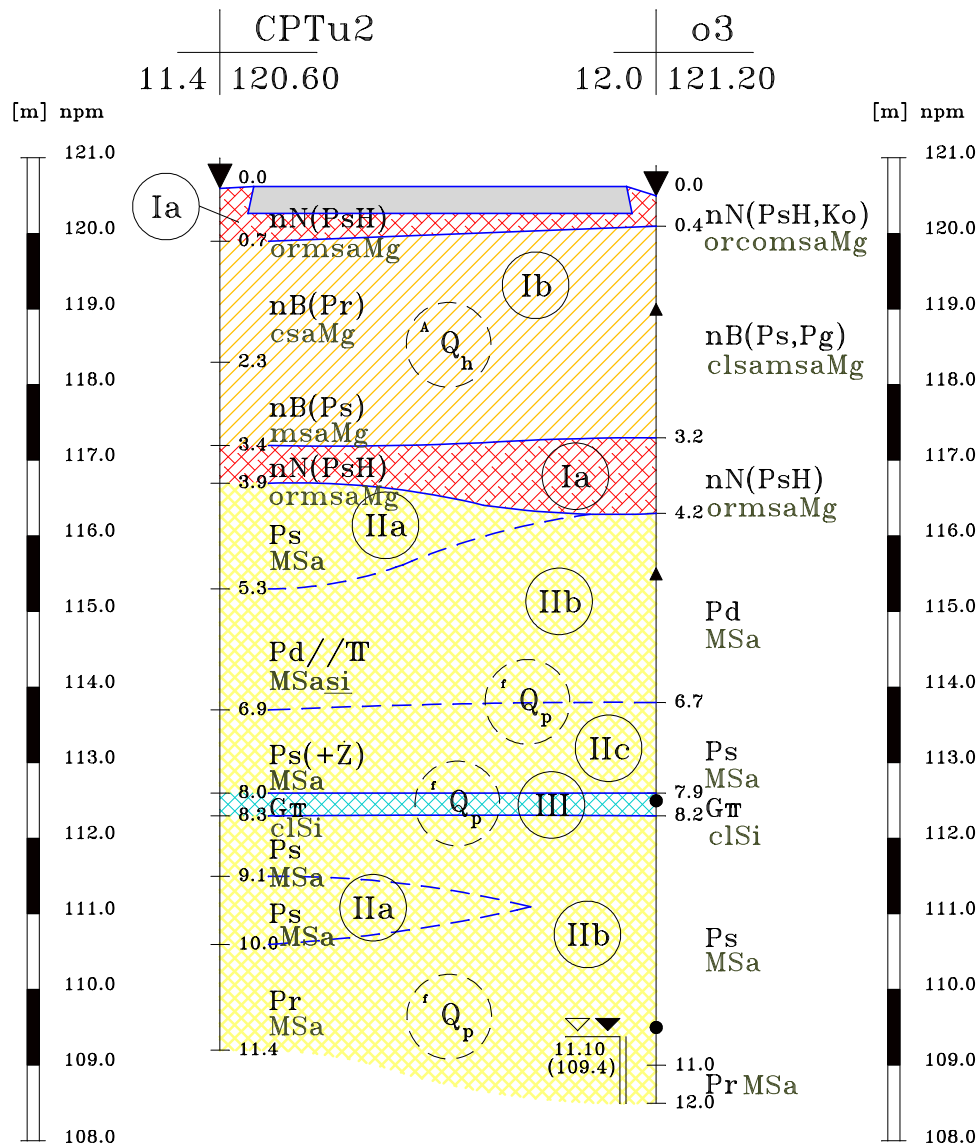 CPTu2
o3
11.4 120.60
12.0 121.20
[m] npm
[m] npm
121.0
120.0
119.0
118.0
117.0
116.0
115.0
114.0
113.0
112.0
111.0
110.0
109.0
108.0
0.0
Ia
nN(PsH)
0.7 ormsaMg
Ib
nB(Pr)
csaMg
A Qh
2.3
nB(Ps)
msaMg
3.4
nN(PsH)
Ia
3.9 ormsaMg
IIa
Ps
MSa
5.3
IIb
Pd//π
MSasi
f Qp
6.9
IIc
Ps(+Ż)
MSa
8.0
f Qp
III
Gπ
8.3 clSi
Ps
9.1 MSa
IIa
Ps
10.0 MSa
IIb
Pr
MSa
f Qp
11.4
11.10
(109.4)
0.0
0.4 nN(PsH,Ko)
orcomsaMg
nB(Ps,Pg)
clsamsaMg
3.2
nN(PsH)
4.2 ormsaMg
Pd
MSa
6.7
Ps
MSa
7.9
8.2 Gπ
clSi
Ps
MSa
11.0
Pr MSa
12.0
121.0
120.0
119.0
118.0
117.0
116.0
115.0
114.0
113.0
112.0
111.0
110.0
109.0
108.0